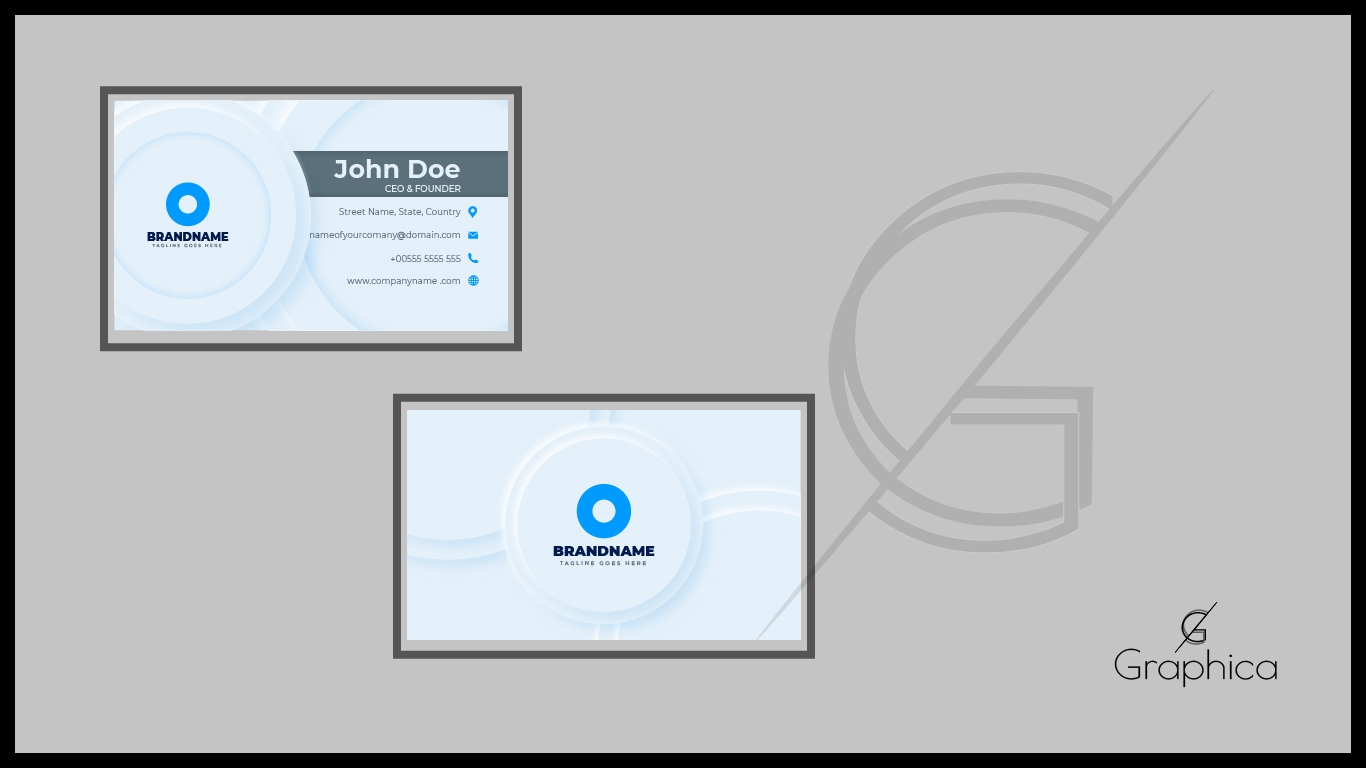 John Doe
CEO & FOUNDER
Street Name, State, Country
nameofyourcomany@domain.com
+00555 5555 555
www.companyname .com
BRANDNAME
TAGLINE GOES HERE
BRANDNAME
TAGLINE GOES HERE
G
G
Graphica